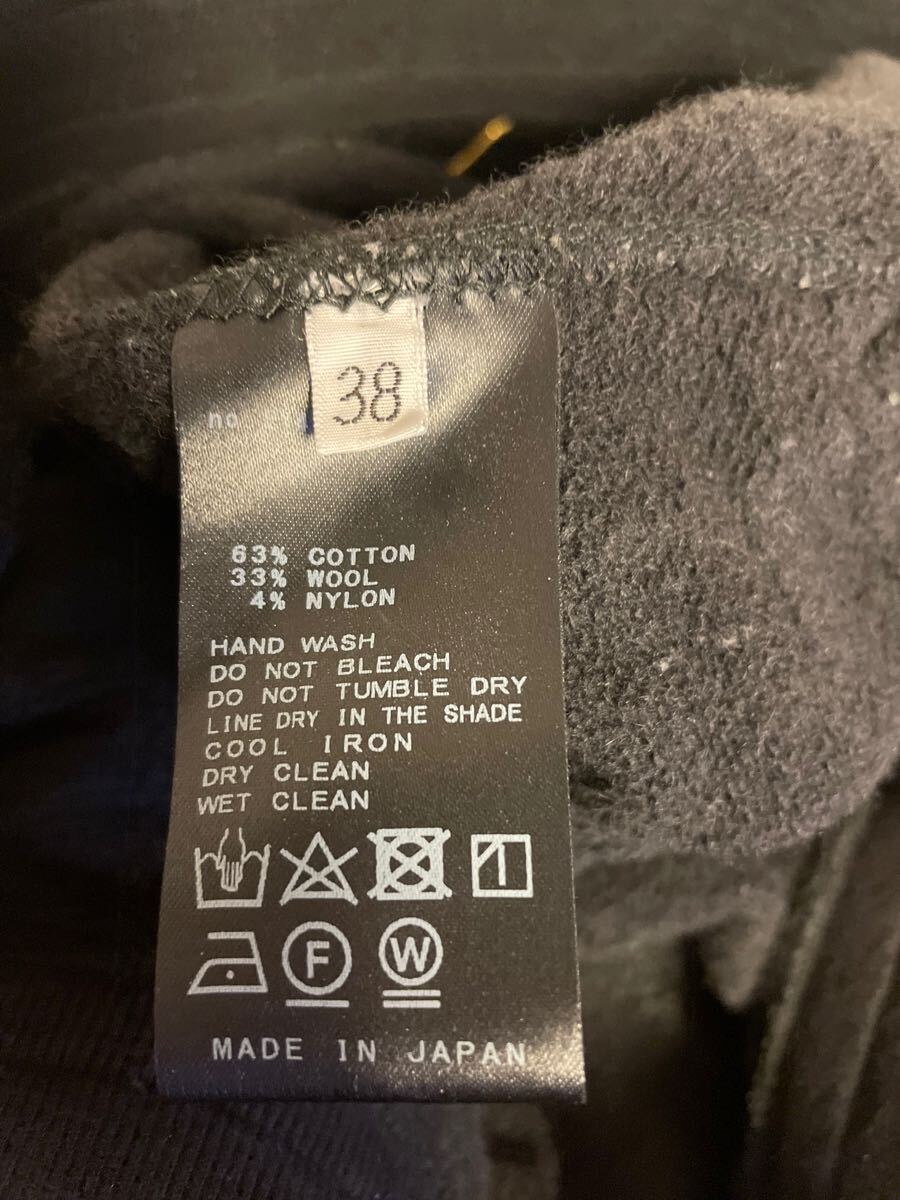 38
no
63% COTTON
33% WOOL
4% NYLON
HAND WASH
DO NOT BLEACH
DO NOT TUMBLE DRY
LINE DRY IN THE SHADE
COOL IRON
DRY CLEAN
WET CLEAN
F W
MADE IN JAPAN